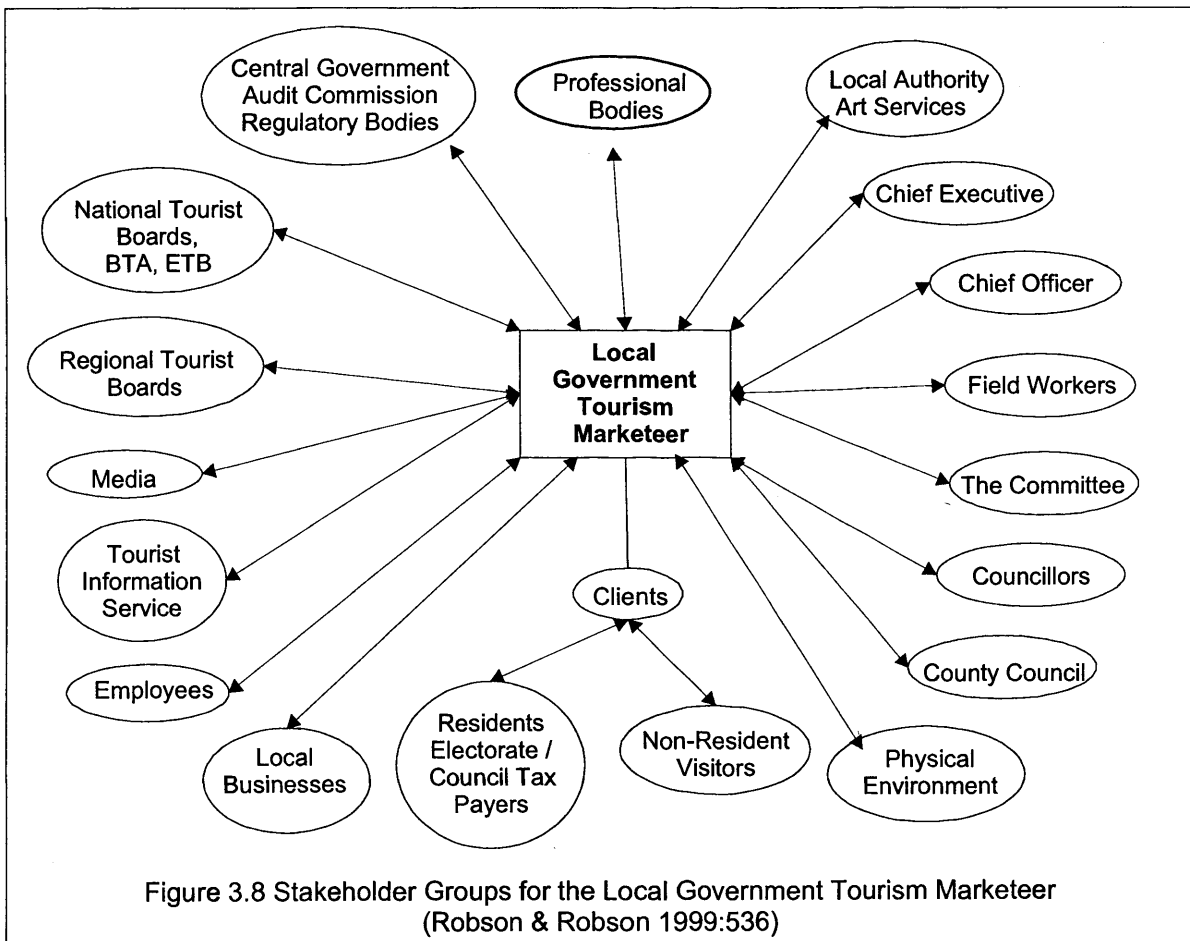 Central Government
Audit Commission
Regulatory Bodies
Professional
Bodies
Local Authority
Art Services
National Tourist
Boards,
BTA, ETB
Chief Executive
Chief Officer
Regional Tourist
Boards
Local
Government
Tourism
Marketeer
Field Workers
Media
The Committee
Tourist
Information
Service
Clients
Councillors
Employees
County Council
Local
Businesses
Residents
Electorate /
Council Tax
Payers
Non-Resident
Visitors
Physical
Environment
Figure 3.8 Stakeholder Groups for the Local Government Tourism Marketeer
(Robson & Robson 1999:536)